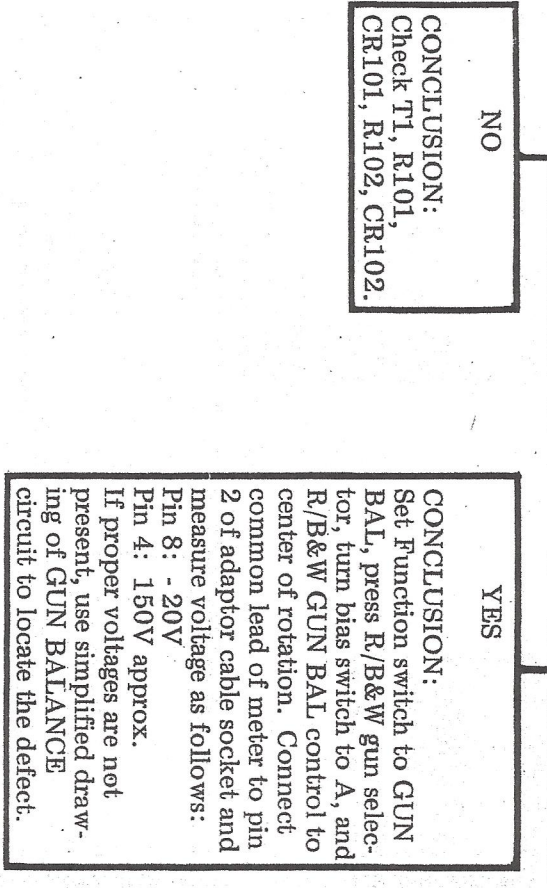 NO
CONCLUSION:
Check T1, R101,
CR101, R102, CR102.
YES
CONCLUSION:
Set Function switch to GUN
BAL, press R/B&W gun selec-
tor, turn bias switch to A, and
R/B&W GUN BAL control to
center of rotation. Connect
common lead of meter to pin
2 of adaptor cable socket and
measure voltage as follows:
Pin 8: - 20V
Pin 4: 150V approx.
If proper voltages are not
present, use simplified draw-
ing of GUN BALANCE
circuit to locate the defect.